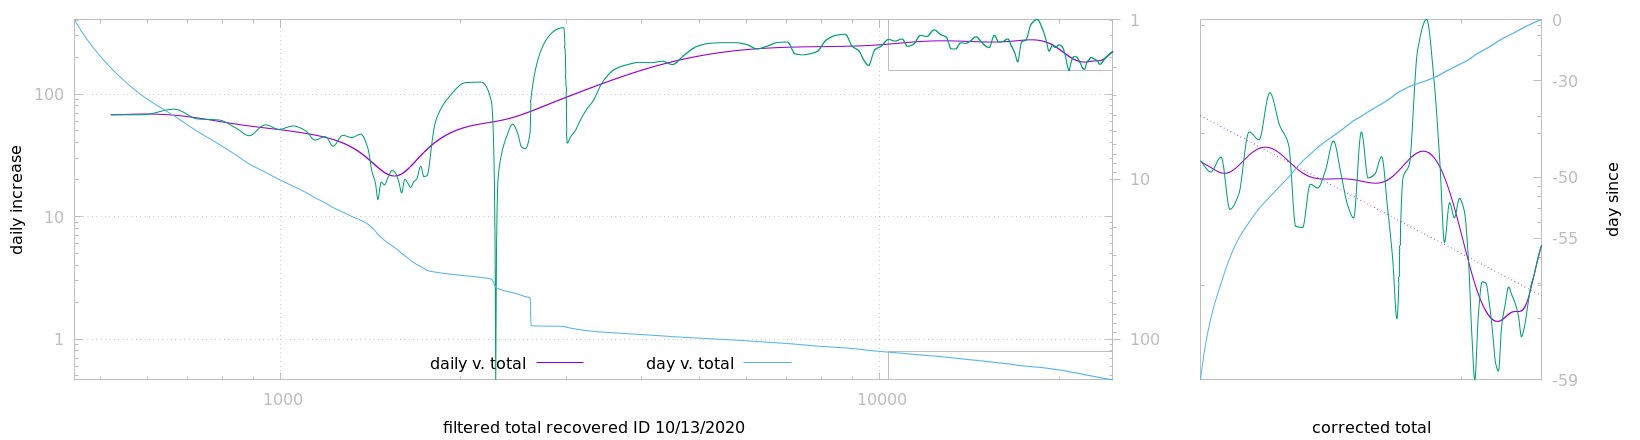 daily increase
100
10
1
1000
10000
1
10
100
daily v. total
day v. total
filtered total recovered ID 10/13/2020
0
-30
-50
-55
-59
day since
corrected total